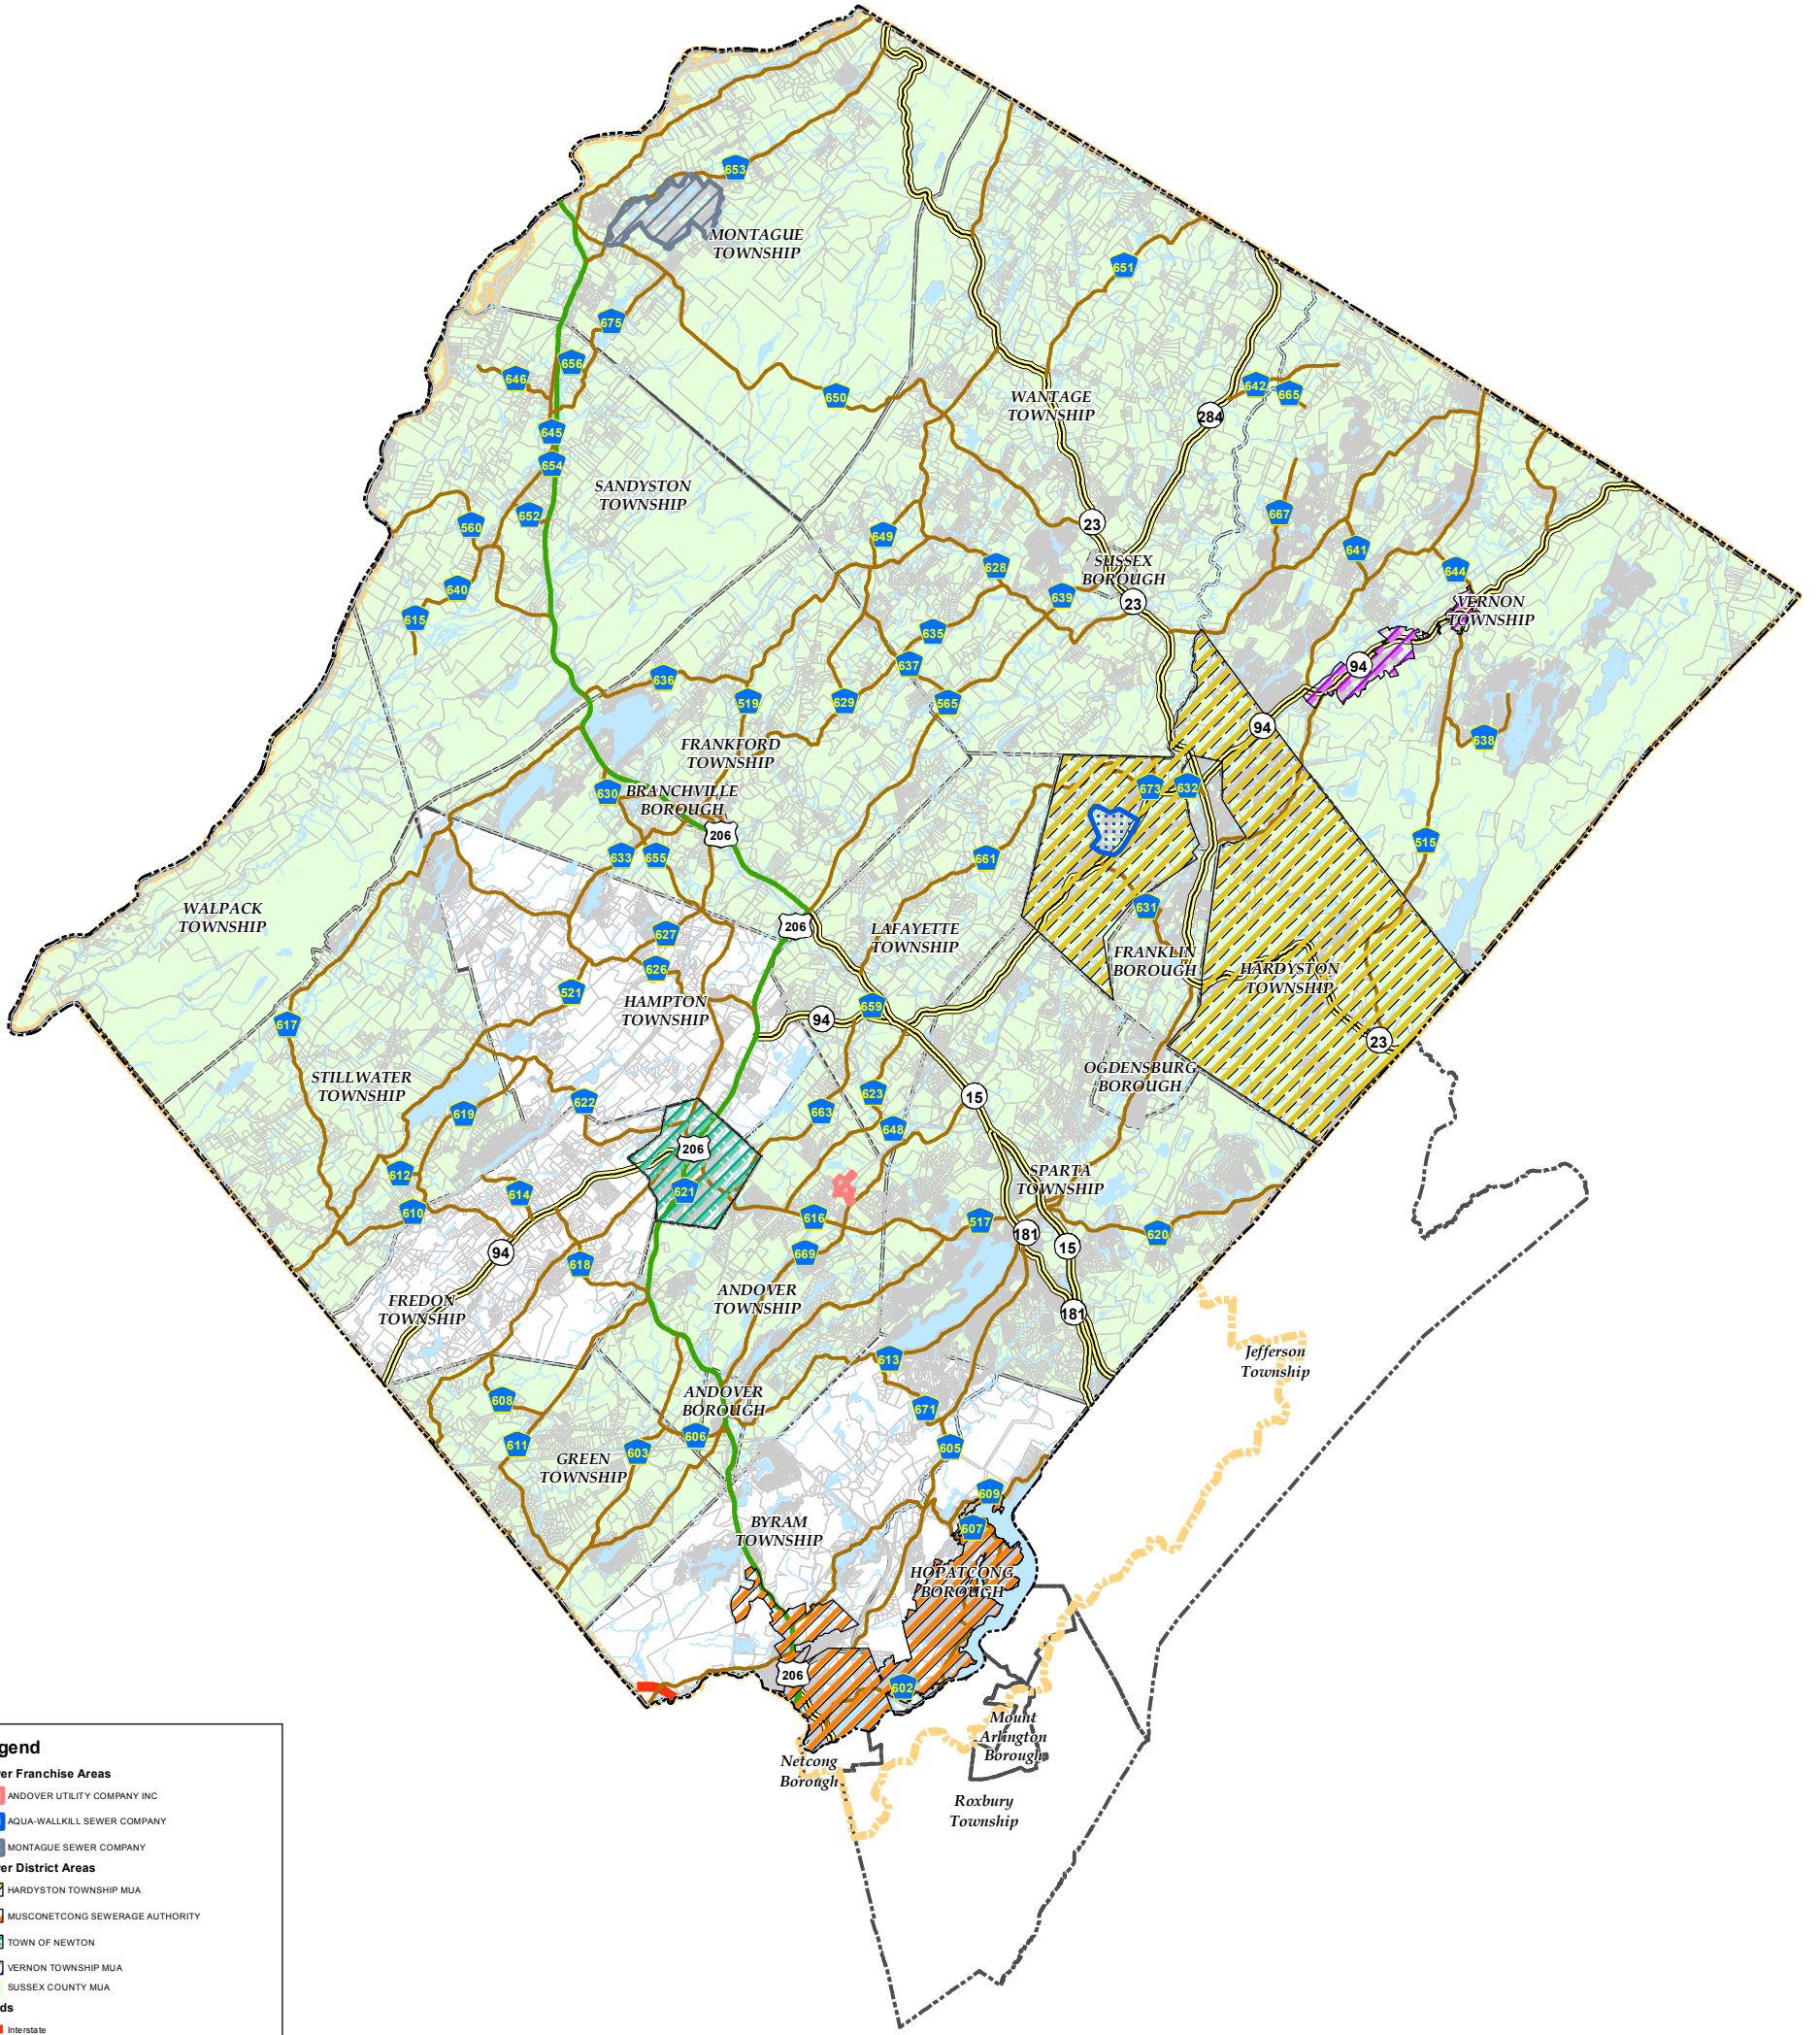 653
MONTAGUE
TOWNSHIP
651
675
656
646
650
642
665
WANTAGE
TOWNSHIP
284
645
654
SANDYSTON
TOWNSHIP
652
560
23
667
649
641
628
SUSSEX
BOROUGH
644
640
639
23
VERNON
TOWNSHIP
615
635
637
94
636
519
629
565
94
638
FRANKFORD
TOWNSHIP
630
BRANCHVILLE
BOROUGH
673
632
206
515
633
655
661
WALPACK
TOWNSHIP
631
206
LAFAYETTE
TOWNSHIP
627
626
FRANKLIN
BOROUGH
HARDYSTON
TOWNSHIP
521
HAMPTON
TOWNSHIP
659
617
94
23
STILLWATER
TOWNSHIP
OGDENSBURG
BOROUGH
619
622
663
623
15
648
206
612
614
621
SPARTA
TOWNSHIP
610
616
517
620
181
15
94
669
618
FREDON
TOWNSHIP
ANDOVER
TOWNSHIP
181
613
Jefferson
Township
608
ANDOVER
BOROUGH
671
611
603
606
605
GREEN
TOWNSHIP
609
607
BYRAM
TOWNSHIP
HOPATCONG
BOROUGH
206
602
Mount
Arlington
Borough
Netcong
Borough
Roxbury
Township
gend
er Franchise Areas
ANDOVER UTILITY COMPANY INC
AQUA-WALLKILL SEWER COMPANY
MONTAGUE SEWER COMPANY
er District Areas
HARDYSTON TOWNSHIP MUA
MUSCONETCONG SEWERAGE AUTHORITY
TOWN OF NEWTON
VERNON TOWNSHIP MUA
SUSSEX COUNTY MUA
ds
Interstate